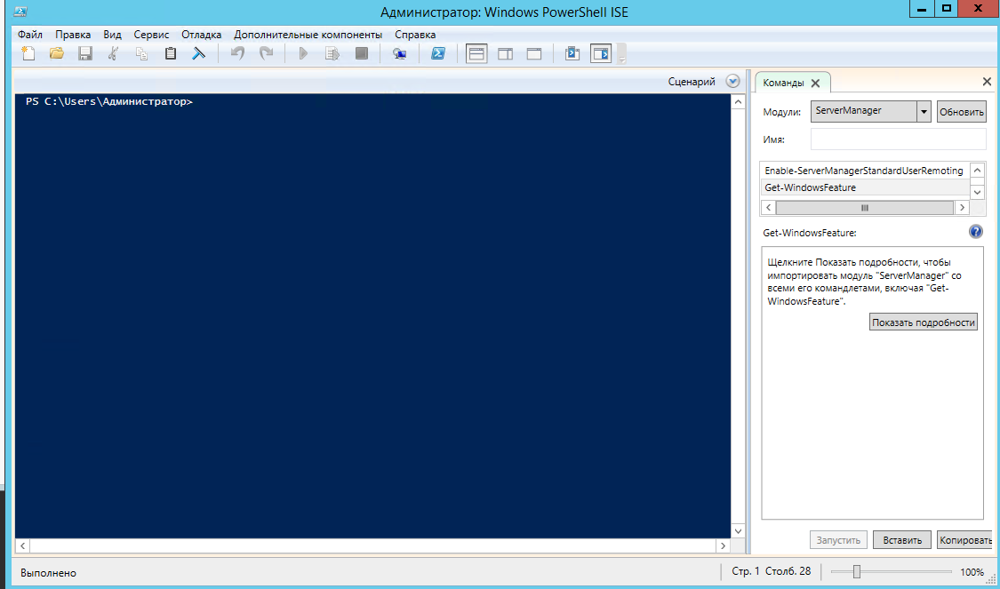 Администратор: Windows PowerShell ISE
Файл Правка Вид Сервис Отладка Дополнительные компоненты Справка
Сценарий
PS C:\Users\Администратор>
Команды
Модули: ServerManager Обновить
Имя:
Enable-ServerManagerStandardUserRemoting
Get-WindowsFeature
Get-WindowsFeature:
Щелкните Показать подробности, чтобы
импортировать модуль "ServerManager" со
всеми его командлетами, включая "Get-
WindowsFeature".
Показать подробности
Запустить Вставить Копировать
Выполнено Стр. 1 Столб. 28 100%